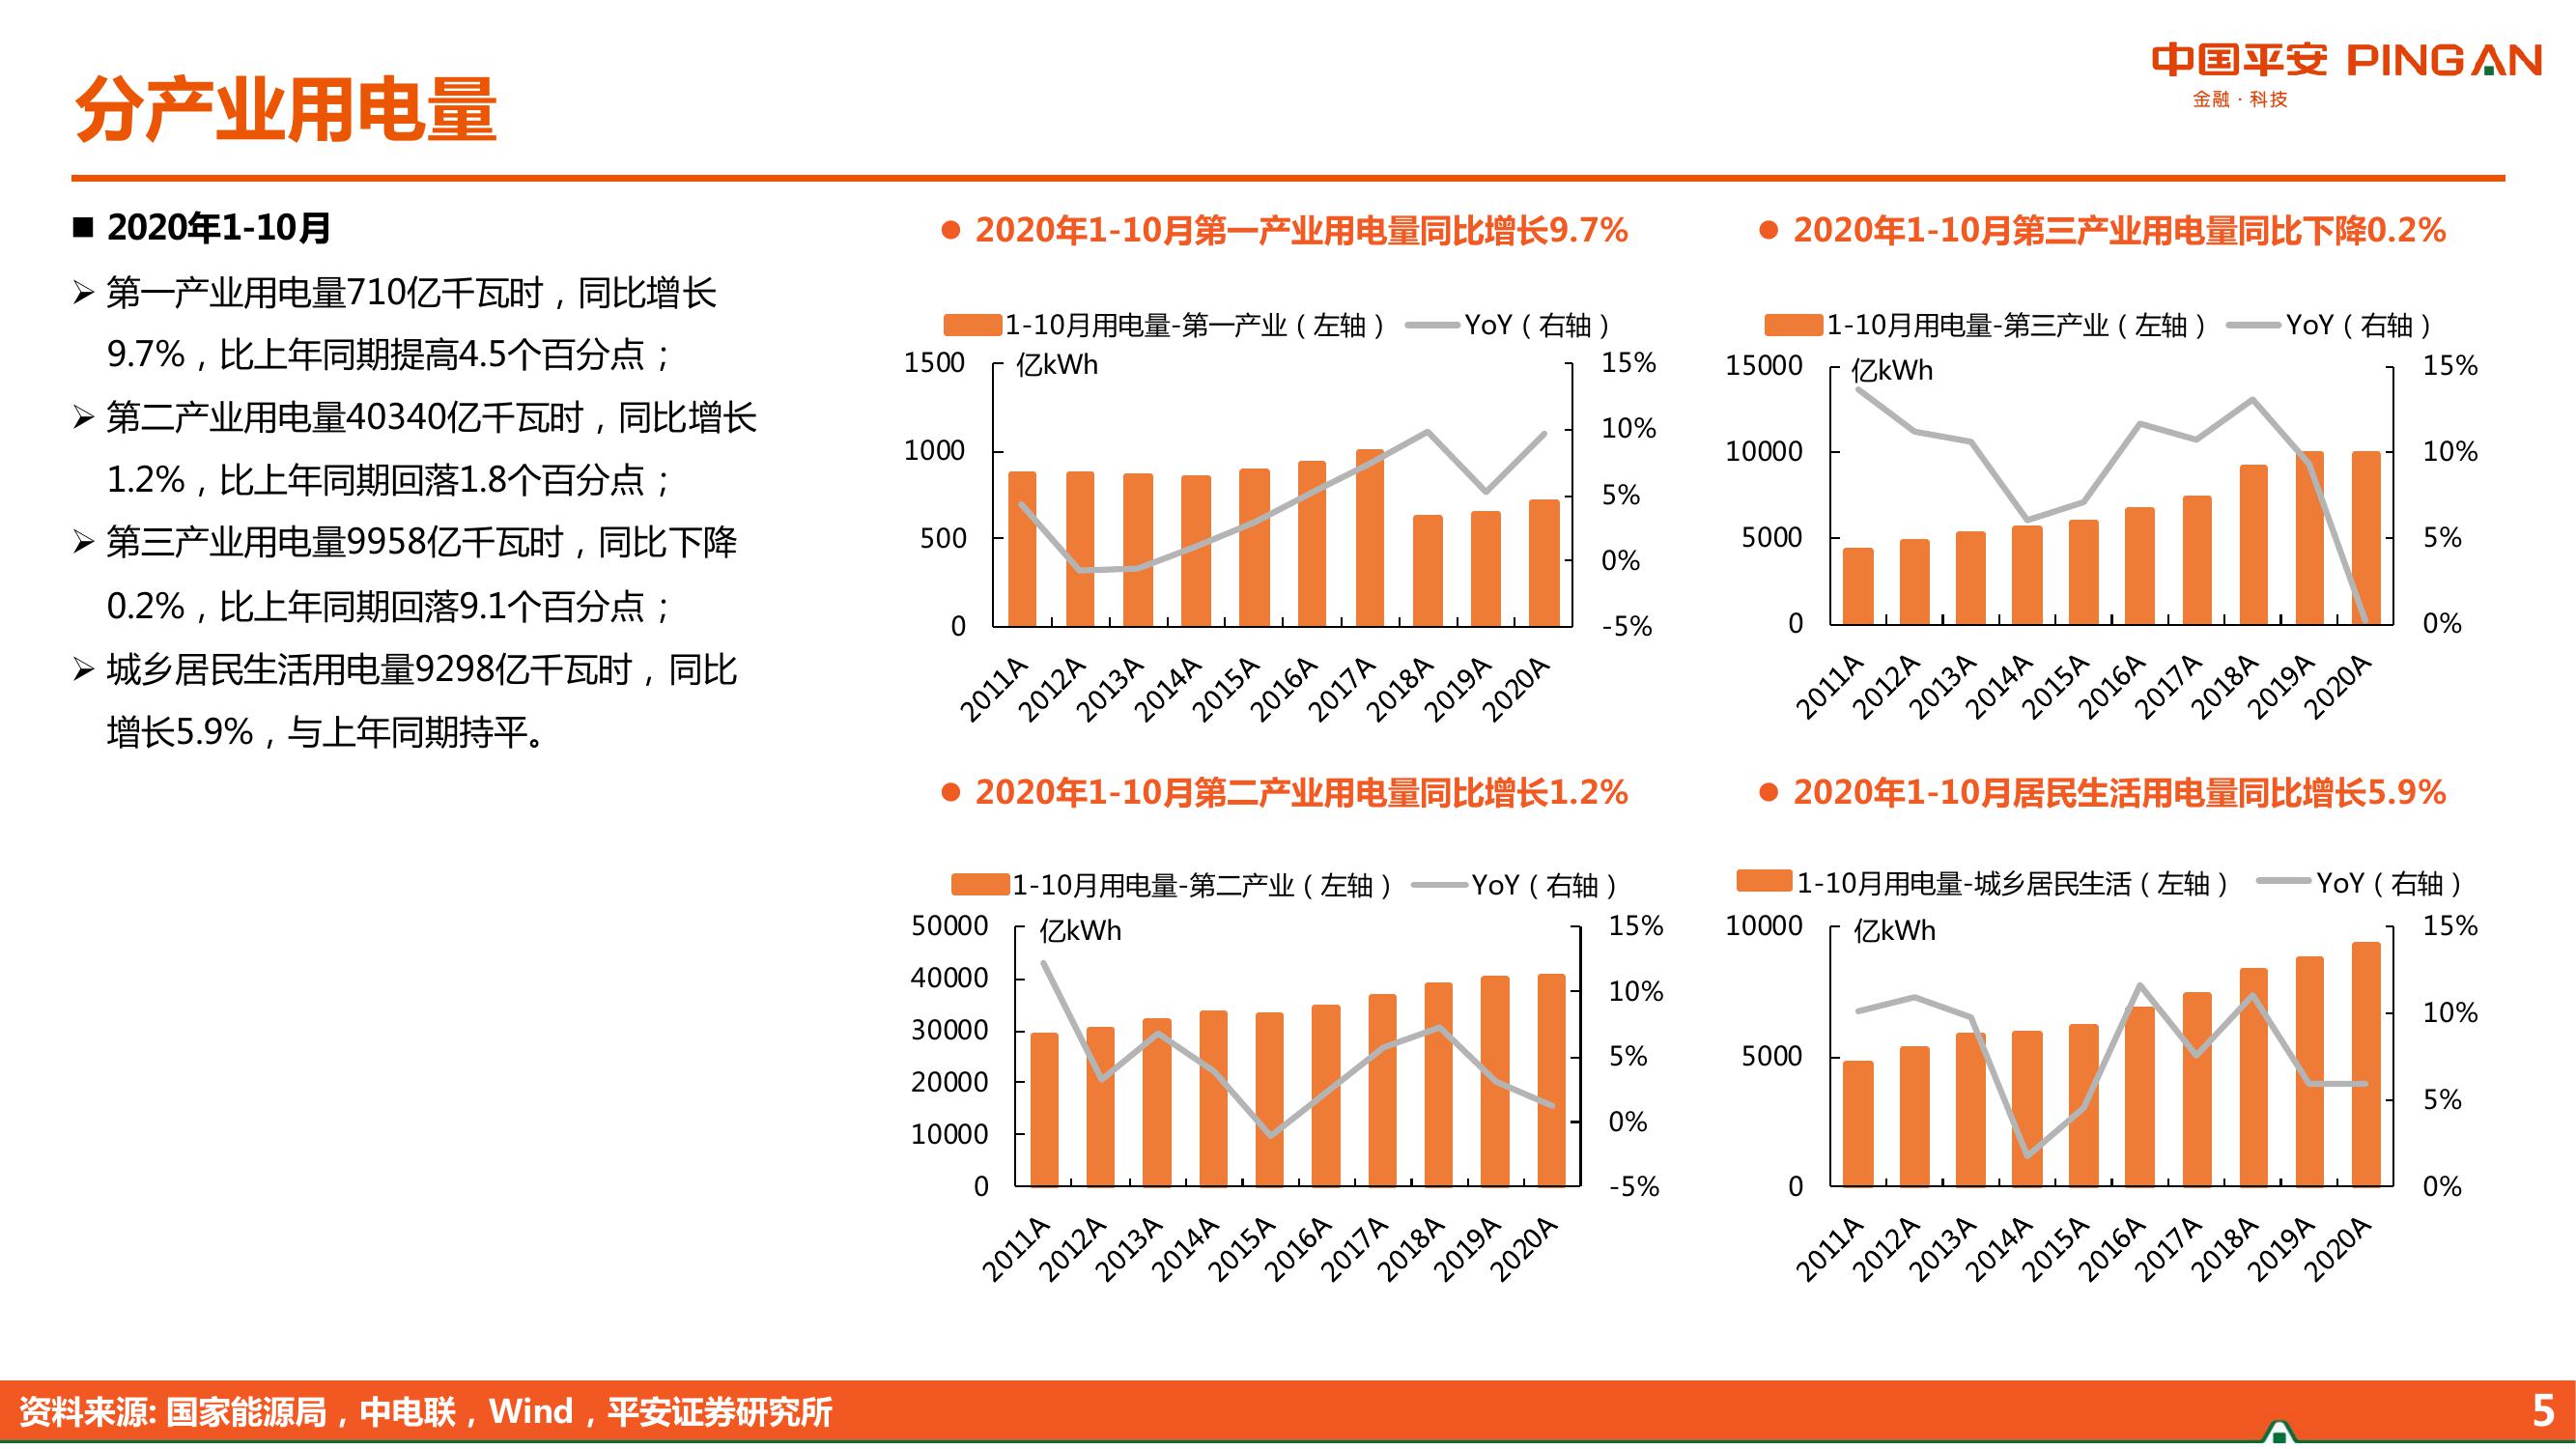 分产业用电量
中国平安 PINGAN
金融·科技
■ 2020年1-10月
➢ 第一产业用电量710亿千瓦时，同比增长
9.7%，比上年同期提高4.5个百分点；
➢ 第二产业用电量40340亿千瓦时，同比增长
1.2%，比上年同期回落1.8个百分点；
➢ 第三产业用电量9958亿千瓦时，同比下降
0.2%，比上年同期回落9.1个百分点；
➢ 城乡居民生活用电量9298亿千瓦时，同比
增长5.9%，与上年同期持平。
● 2020年1-10月第一产业用电量同比增长9.7%
1-10月用电量-第一产业（左轴） YoY（右轴）
亿kWh
1500
1000
500
0
15%
10%
5%
0%
-5%
2011A 2012A 2013A 2014A 2015A 2016A 2017A 2018A 2019A 2020A
● 2020年1-10月第三产业用电量同比下降0.2%
1-10月用电量-第三产业（左轴） YoY（右轴）
亿kWh
15000
10000
5000
0
15%
10%
5%
0%
2011A 2012A 2013A 2014A 2015A 2016A 2017A 2018A 2019A 2020A
● 2020年1-10月第二产业用电量同比增长1.2%
1-10月用电量-第二产业（左轴） YoY（右轴）
亿kWh
50000
40000
30000
20000
10000
0
15%
10%
5%
0%
-5%
2011A 2012A 2013A 2014A 2015A 2016A 2017A 2018A 2019A 2020A
● 2020年1-10月居民生活用电量同比增长5.9%
1-10月用电量-城乡居民生活（左轴） YoY（右轴）
亿kWh
10000
5000
0
15%
10%
5%
0%
2011A 2012A 2013A 2014A 2015A 2016A 2017A 2018A 2019A 2020A
资料来源: 国家能源局，中电联，Wind，平安证券研究所
5